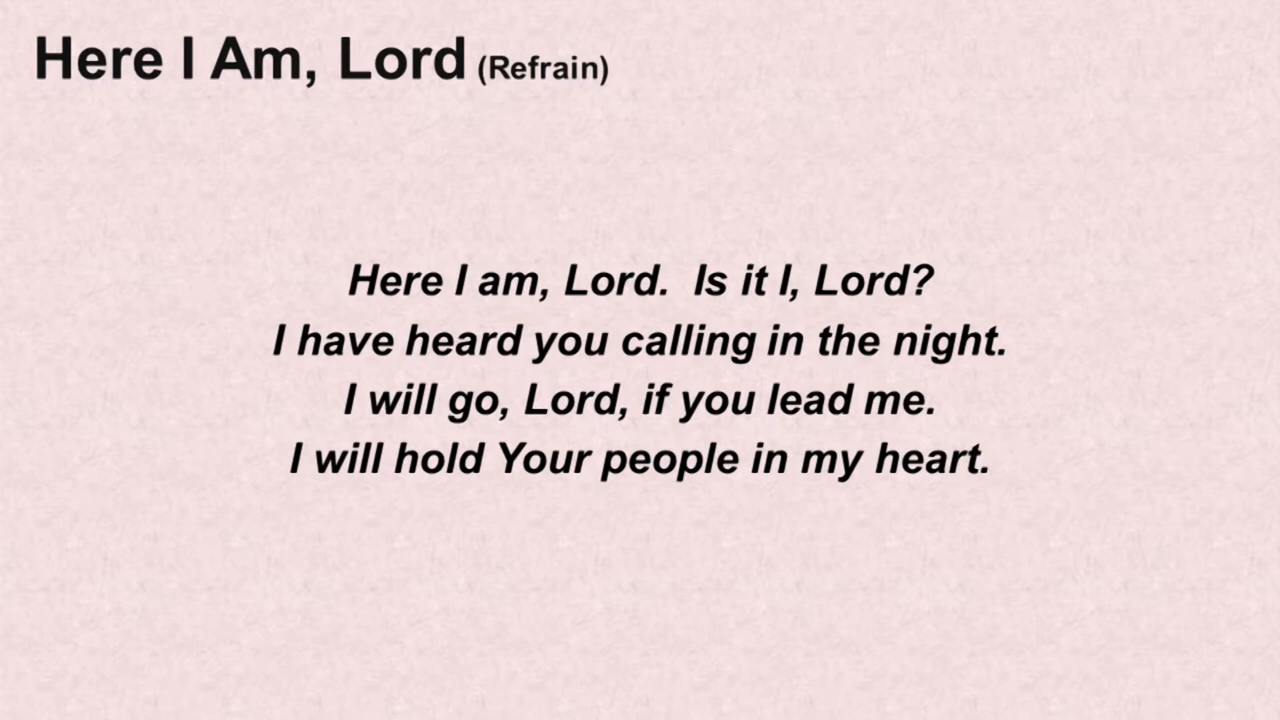 Here I Am, Lord (Refrain)
Here I am, Lord.  Is it I, Lord?
I have heard you calling in the night.
I will go, Lord, if you lead me.
I will hold Your people in my heart.